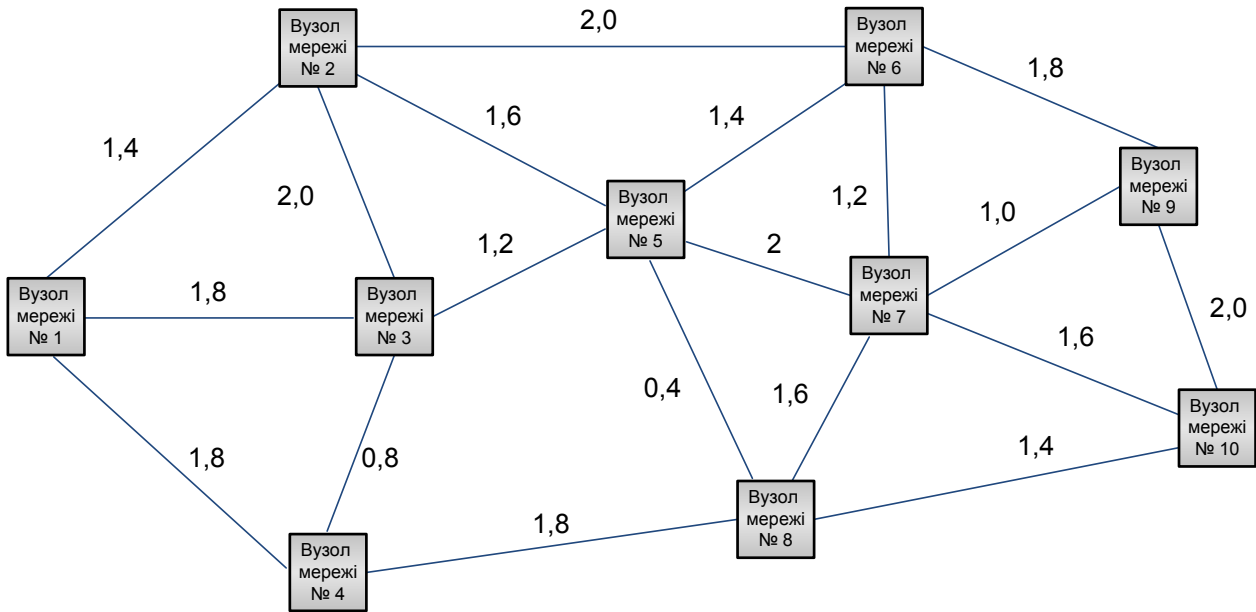 Вузол
мережі
№ 2
2,0
Вузол
мережі
№ 6
1,8
1,4
1,6
1,4
Вузол
мережі
№ 9
2,0
Вузол
мережі
№ 5
1,2
1,0
1,2
2
Вузол
мережі
№ 1
1,8
Вузол
мережі
№ 3
Вузол
мережі
№ 7
2,0
1,6
0,4
1,6
Вузол
мережі
№ 10
1,8
0,8
1,4
Вузол
мережі
№ 8
1,8
Вузол
мережі
№ 4